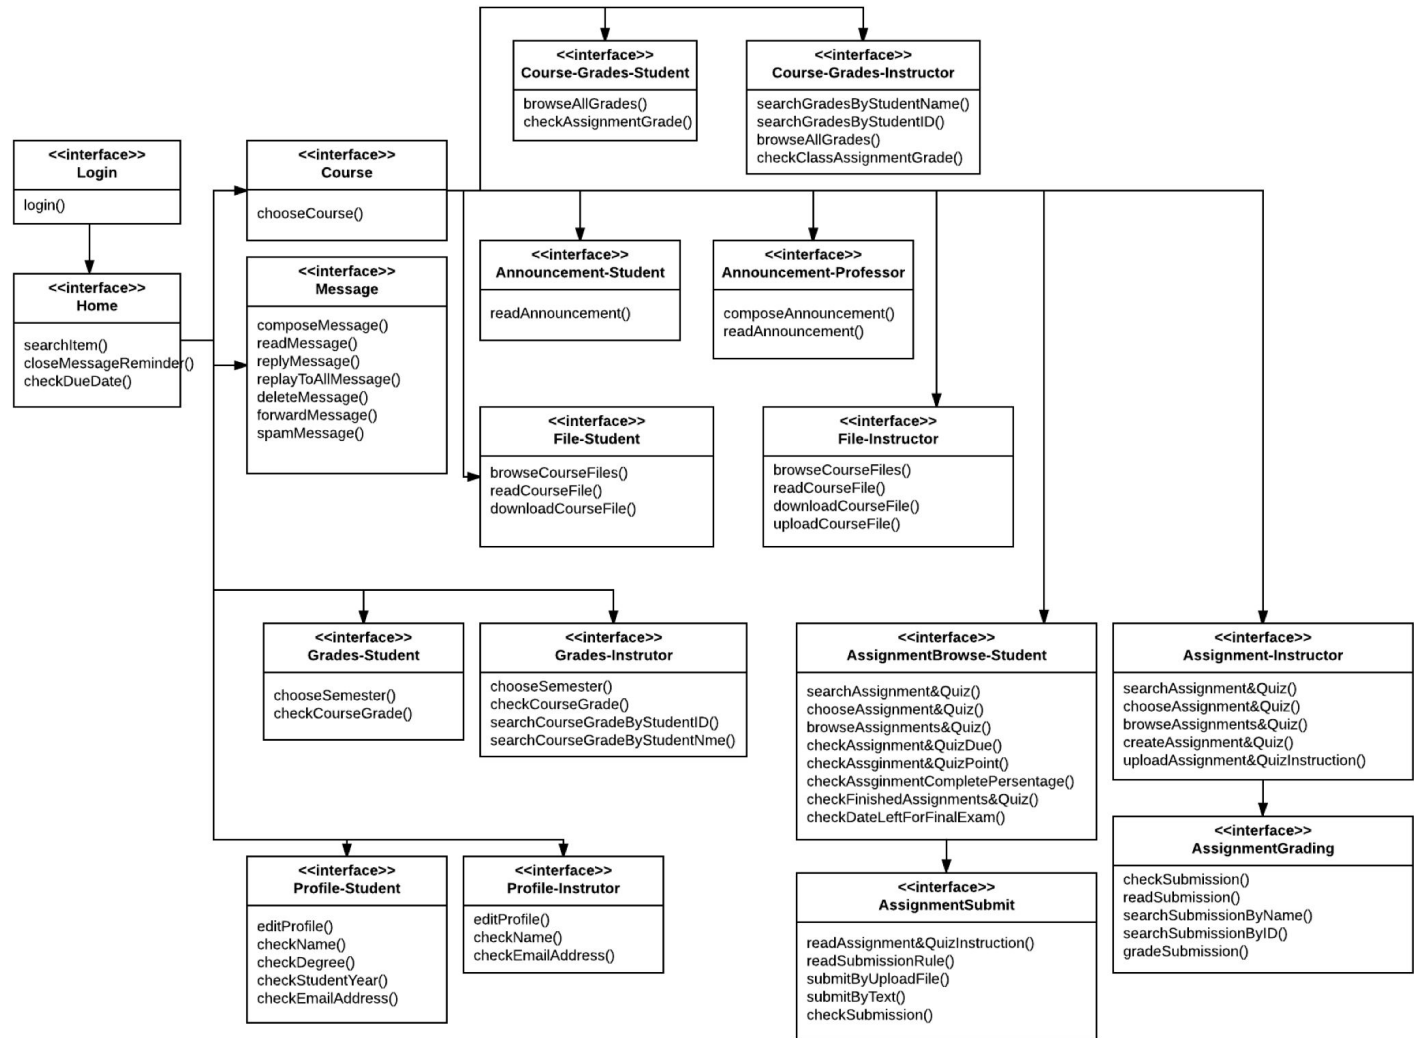 <<interface>>
Course-Grades-Student
browseAllGrades()
checkAssignmentGrade()
<<interface>>
Course-Grades-Instructor
searchGradesByStudentName()
searchGradesByStudentID()
browseAllGrades()
checkClassAssignmentGrade()
<<interface>>
Login
login()
<<interface>>
Course
chooseCourse()
<<interface>>
Home
searchItem()
closeMessageReminder()
checkDueDate()
<<interface>>
Message
composeMessage()
readMessage()
replyMessage()
replayToAllMessage()
deleteMessage()
forwardMessage()
spamMessage()
<<interface>>
Announcement-Student
readAnnouncement()
<<interface>>
Announcement-Professor
composeAnnouncement()
readAnnouncement()
<<interface>>
File-Student
browseCourseFiles()
readCourseFile()
downloadCourseFile()
<<interface>>
File-Instructor
browseCourseFiles()
readCourseFile()
downloadCourseFile()
uploadCourseFile()
<<interface>>
Grades-Student
chooseSemester()
checkCourseGrade()
<<interface>>
Grades-Instrutor
chooseSemester()
checkCourseGrade()
searchCourseGradeByStudentID()
searchCourseGradeByStudentNme()
<<interface>>
AssignmentBrowse-Student
searchAssignment&Quiz()
chooseAssignment&Quiz()
browseAssignments&Quiz()
checkAssignment&QuizDue()
checkAssginment&QuizPoint()
checkAssginmentCompletePersentage()
checkFinishedAssignments&Quiz()
checkDateLeftForFinalExam()
<<interface>>
Assignment-Instructor
searchAssignment&Quiz()
chooseAssignment&Quiz()
browseAssignments&Quiz()
createAssignment&Quiz()
uploadAssignment&QuizInstruction()
<<interface>>
Profile-Student
editProfile()
checkName()
checkDegree()
checkStudentYear()
checkEmailAddress()
<<interface>>
Profile-Instrutor
editProfile()
checkName()
checkEmailAddress()
<<interface>>
AssignmentSubmit
readAssignment&QuizInstruction()
readSubmissionRule()
submitByUploadFile()
submitByText()
checkSubmission()
<<interface>>
AssignmentGrading
checkSubmission()
readSubmission()
searchSubmissionByName()
searchSubmissionByID()
gradeSubmission()